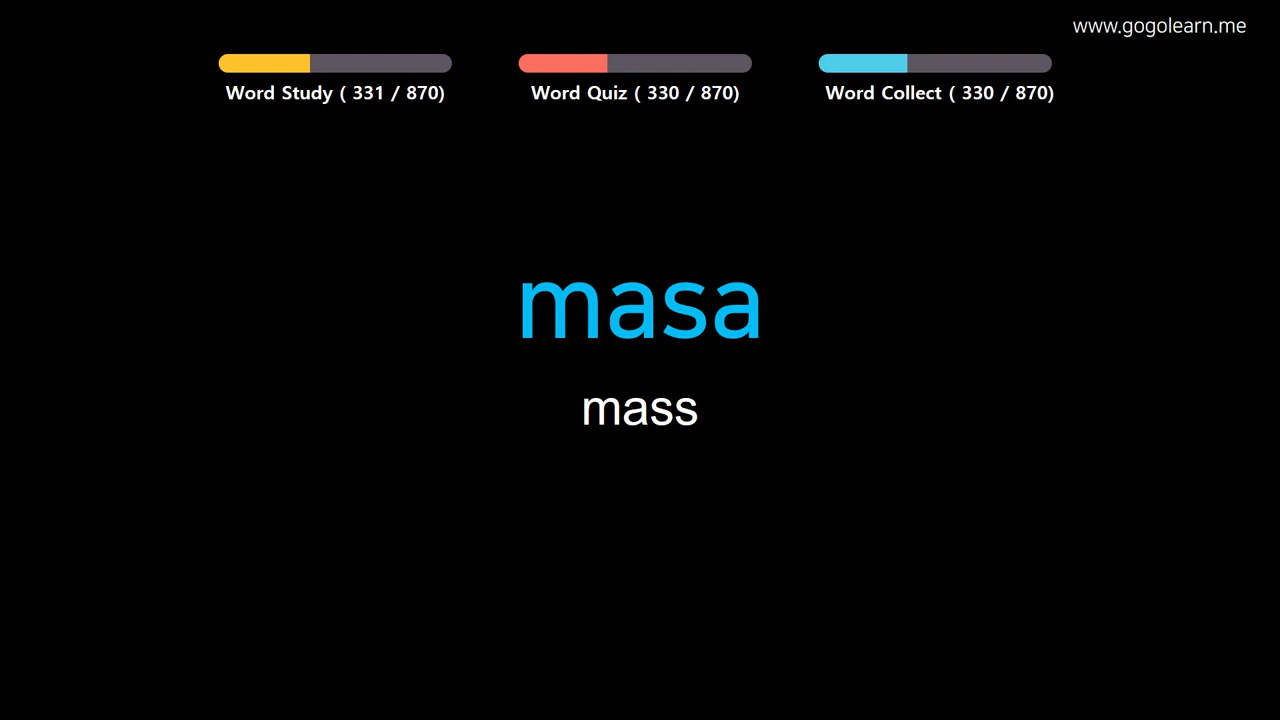 www.gogolearn.me
Word Study ( 331 / 870)
Word Quiz ( 330 / 870)
Word Collect ( 330 / 870)
masa
mass